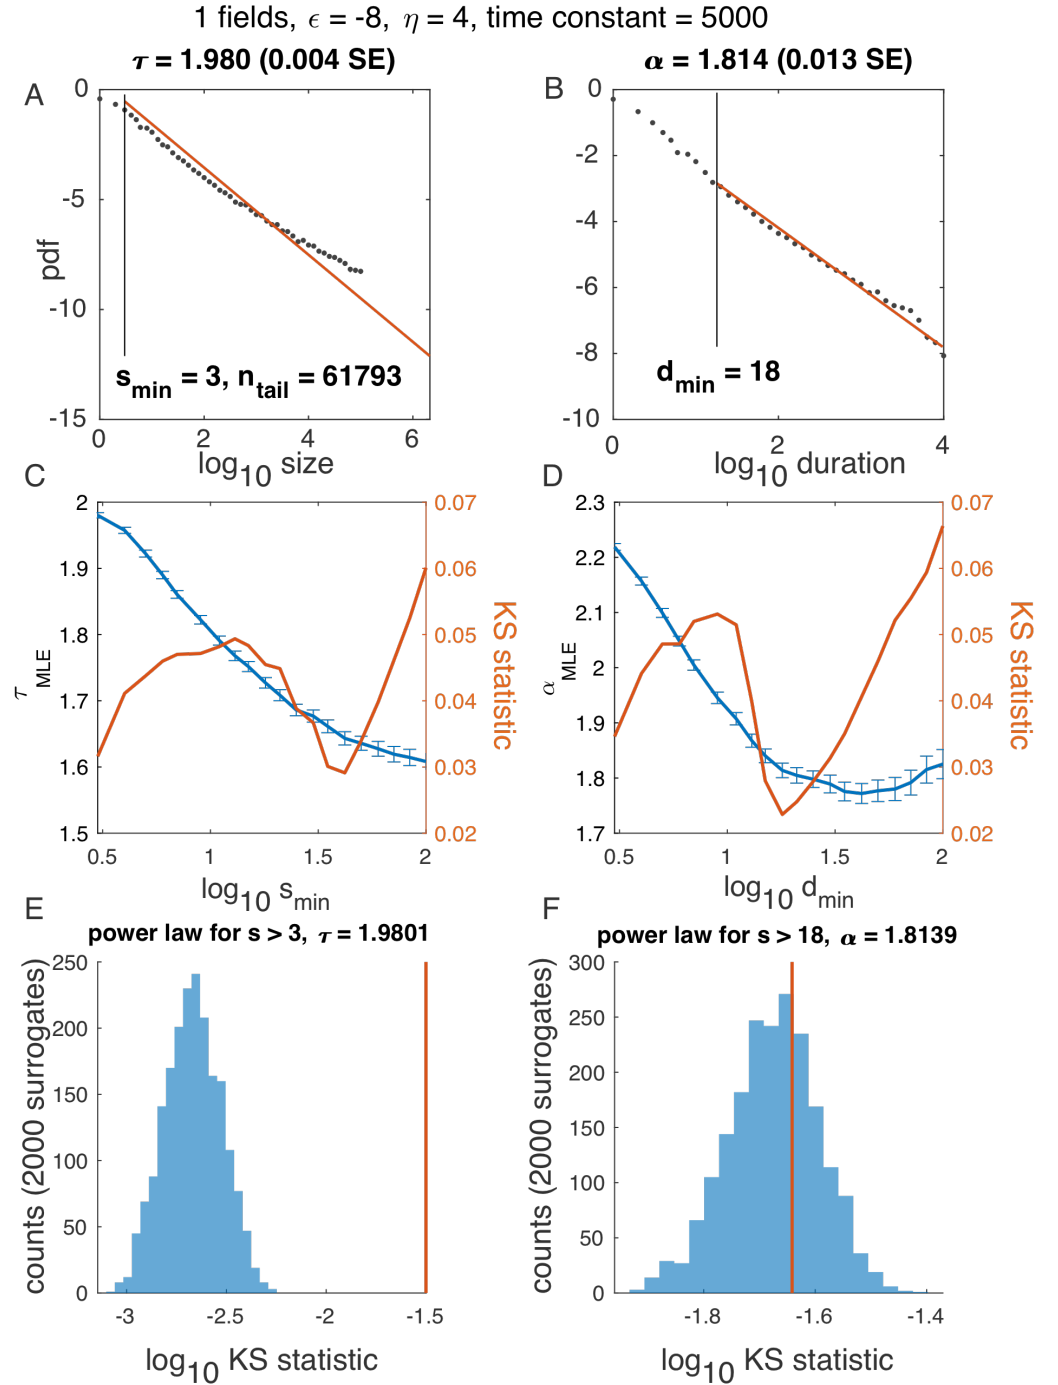 1 fields, ϵ = -8, η = 4, time constant = 5000
τ = 1.980 (0.004 SE)
α = 1.814 (0.013 SE)
A
0
-5
-10
-15
pdf
s_min = 3, n_tail = 61793
0 2 4 6
log10 size
B
0
-2
-4
-6
-8
-10
d_min = 18
0 2 4
log10 duration
C
2
1.9
1.8
1.7
1.6
1.5
τ MLE
0.07
0.06
0.05
0.04
0.03
0.02
KS statistic
0.5 1 1.5 2
log10 s_min
D
2.3
2.2
2.1
2
1.9
1.8
1.7
α MLE
0.07
0.06
0.05
0.04
0.03
0.02
KS statistic
0.5 1 1.5 2
log10 d_min
E
power law for s > 3, τ = 1.9801
250
200
150
100
50
0
counts (2000 surrogates)
-3 -2.5 -2 -1.5
log10 KS statistic
F
power law for s > 18, α = 1.8139
300
250
200
150
100
50
0
counts (2000 surrogates)
-1.8 -1.6 -1.4
log10 KS statistic